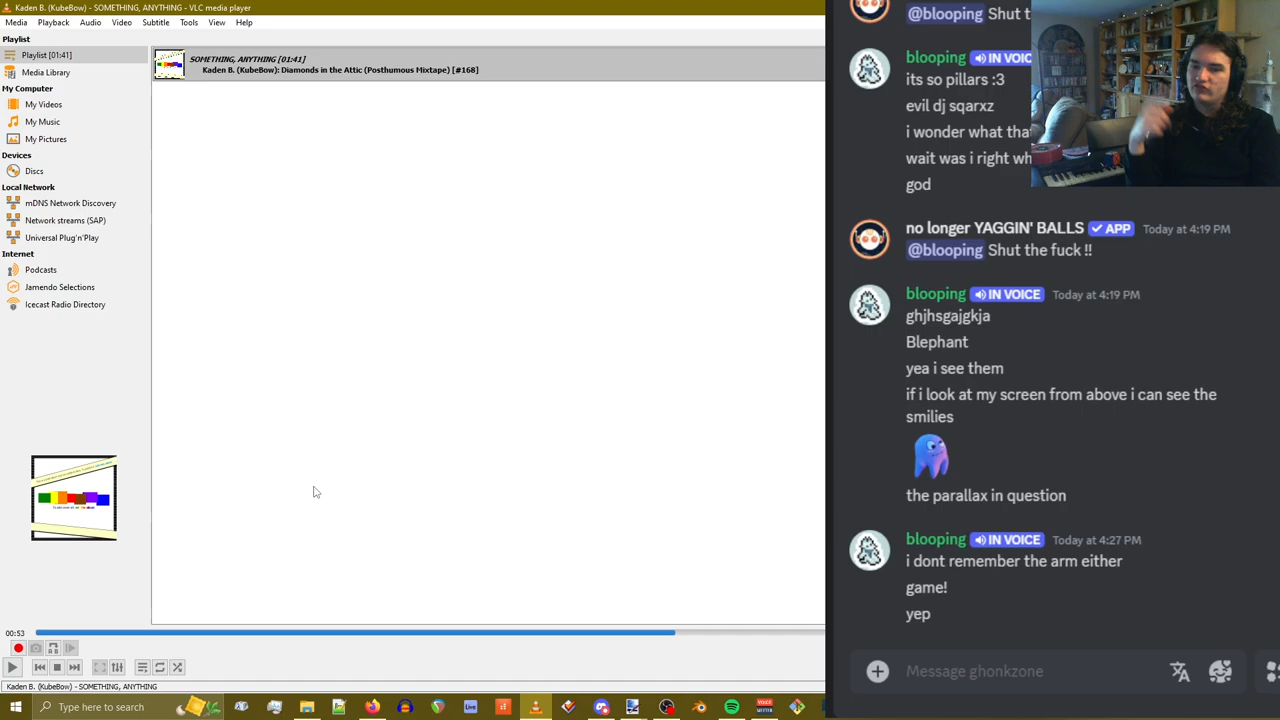 Kaden B. (KubeBow) - SOMETHING, ANYTHING - VLC media player
Media Playback Audio Video Subtitle Tools View Help
Playlist
Playlist [01:41]
Media Library
My Computer
My Videos
My Music
My Pictures
Devices
Discs
Local Network
mDNS Network Discovery
Network streams (SAP)
Universal Plug'n'Play
Internet
Podcasts
Jamendo Selections
Icecast Radio Directory
SOMETHING, ANYTHING [01:41]
Kaden B. (KubeBow): Diamonds in the Attic (Posthumous Mixtape) [#168]
00:53
Kaden B. (KubeBow) - SOMETHING, ANYTHING
Type here to search
Live
@blooping Shut t
blooping IN VOIC
its so pillars :3
evil dj sqarxz
i wonder what tha
wait was i right wh
god
no longer YAGGIN' BALLS APP Today at 4:19 PM
@blooping Shut the fuck !!
blooping IN VOICE Today at 4:19 PM
ghjhsgajgkja
Blephant
yea i see them
if i look at my screen from above i can see the
smilies
the parallax in question
blooping IN VOICE Today at 4:27 PM
i dont remember the arm either
game!
yep
Message ghonkzone